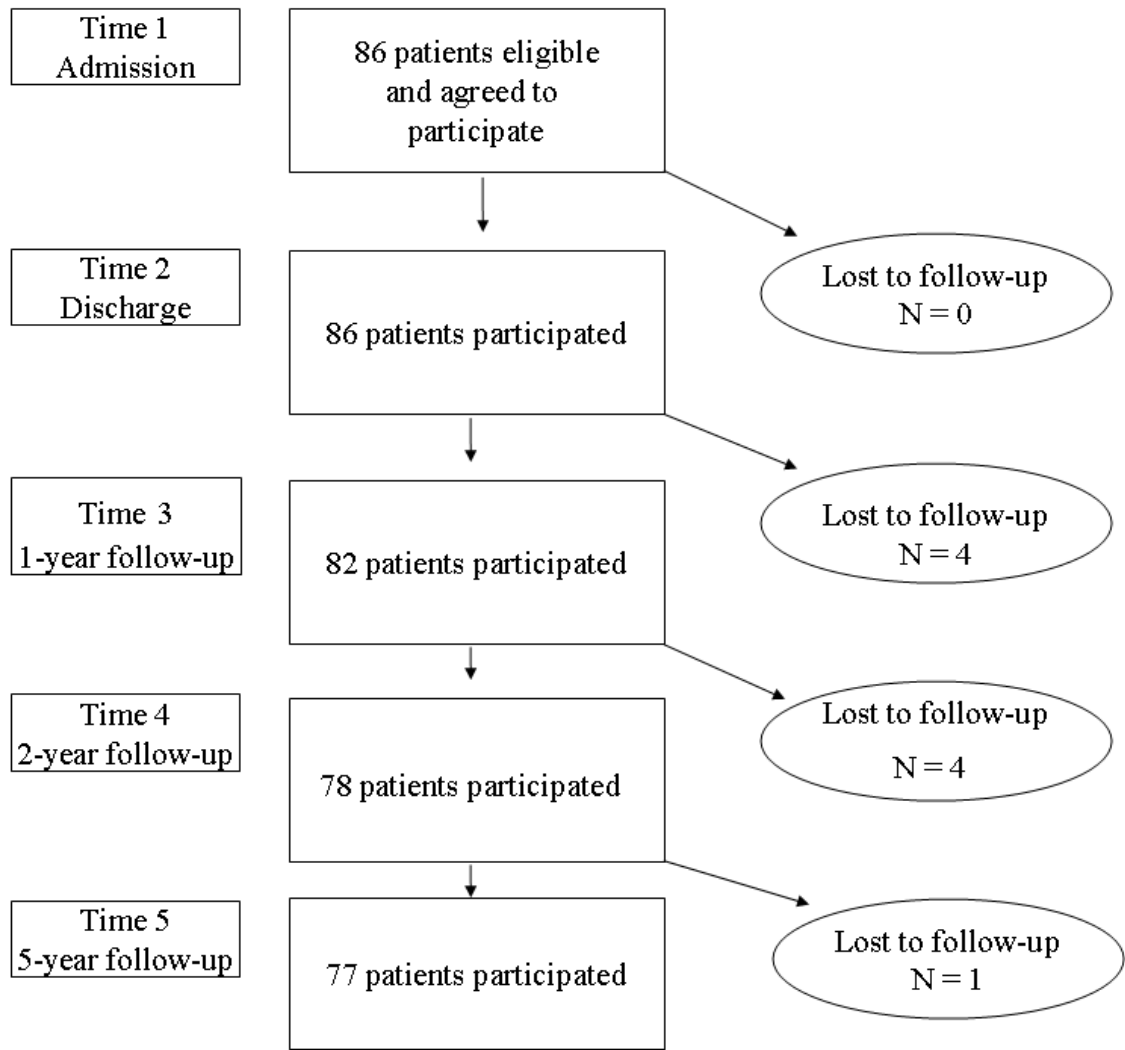 Time 1
Admission
86 patients eligible
and agreed to
participate
Time 2
Discharge
86 patients participated
Lost to follow-up
N = 0
Time 3
1-year follow-up
82 patients participated
Lost to follow-up
N = 4
Time 4
2-year follow-up
78 patients participated
Lost to follow-up
N = 4
Time 5
5-year follow-up
77 patients participated
Lost to follow-up
N = 1